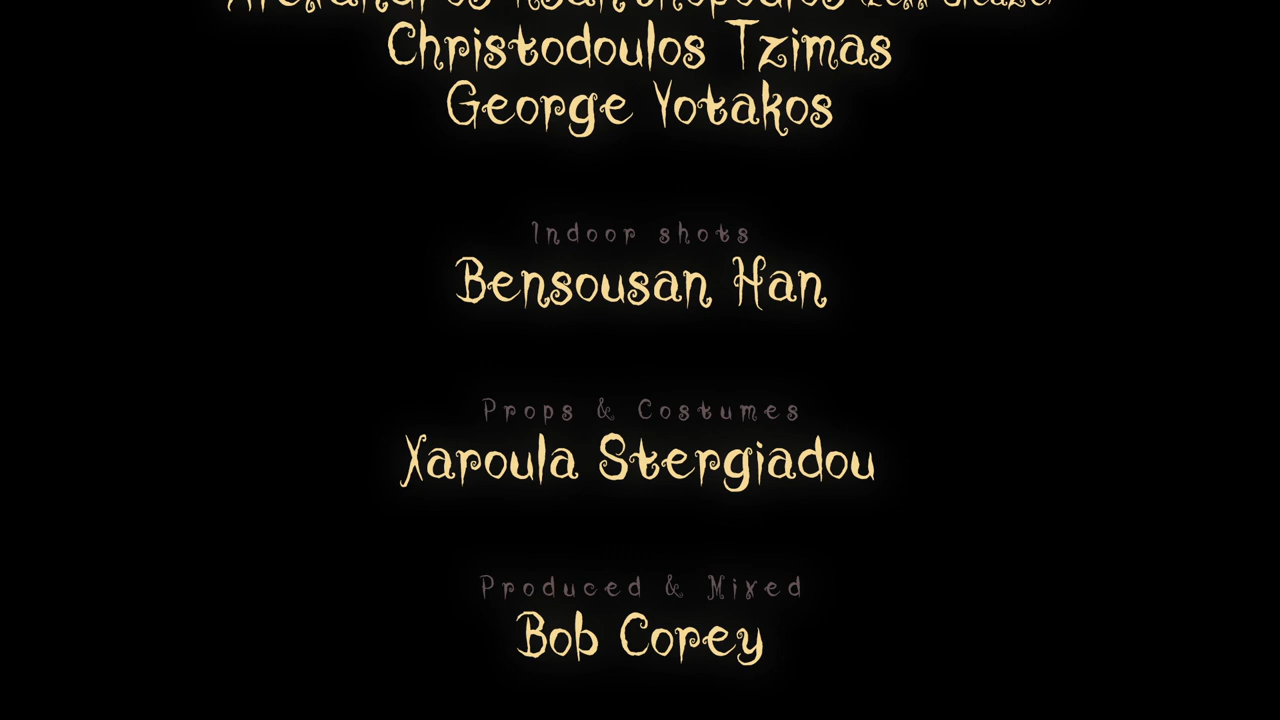 Christodoulos Tzimas
George Yotakos
Indoor shots
Bensousan Han
Props & Costumes
Xaroula Stergiadou
Produced & Mixed
Bob Corey